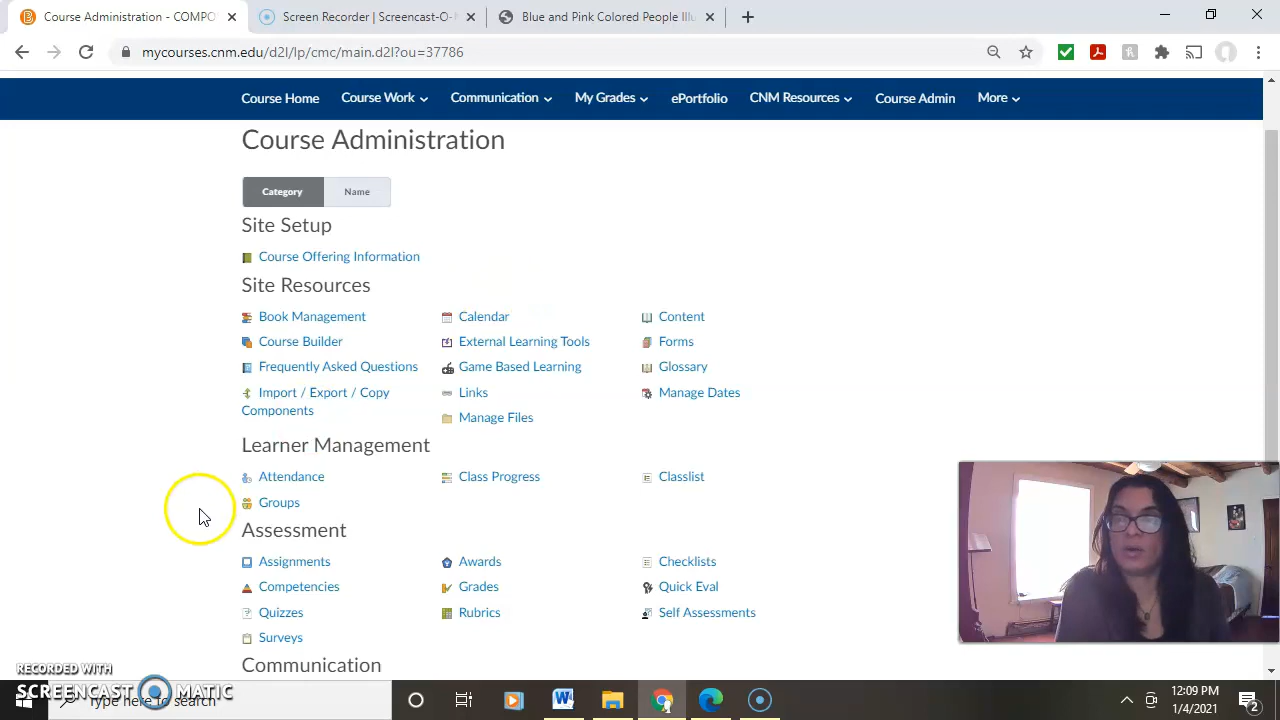 Course Administration - COMPO
Screen Recorder | Screencast-O-M
Blue and Pink Colored People Illu
mycourses.cnm.edu/d2l/lp/cmc/main.d2l?ou=37786
Course Home
Course Work
Communication
My Grades
ePortfolio
CNM Resources
Course Admin
More
Course Administration
Category
Name
Site Setup
Course Offering Information
Site Resources
Book Management
Calendar
Content
Course Builder
External Learning Tools
Forms
Frequently Asked Questions
Game Based Learning
Glossary
Import / Export / Copy
Components
Links
Manage Dates
Manage Files
Learner Management
Attendance
Class Progress
Classlist
Groups
Assessment
Assignments
Awards
Checklists
Competencies
Grades
Quick Eval
Quizzes
Rubrics
Self Assessments
Surveys
Communication
RECORDED WITH
SCREENCAST MATIC
Type here to search
12:09 PM
1/4/2021
2